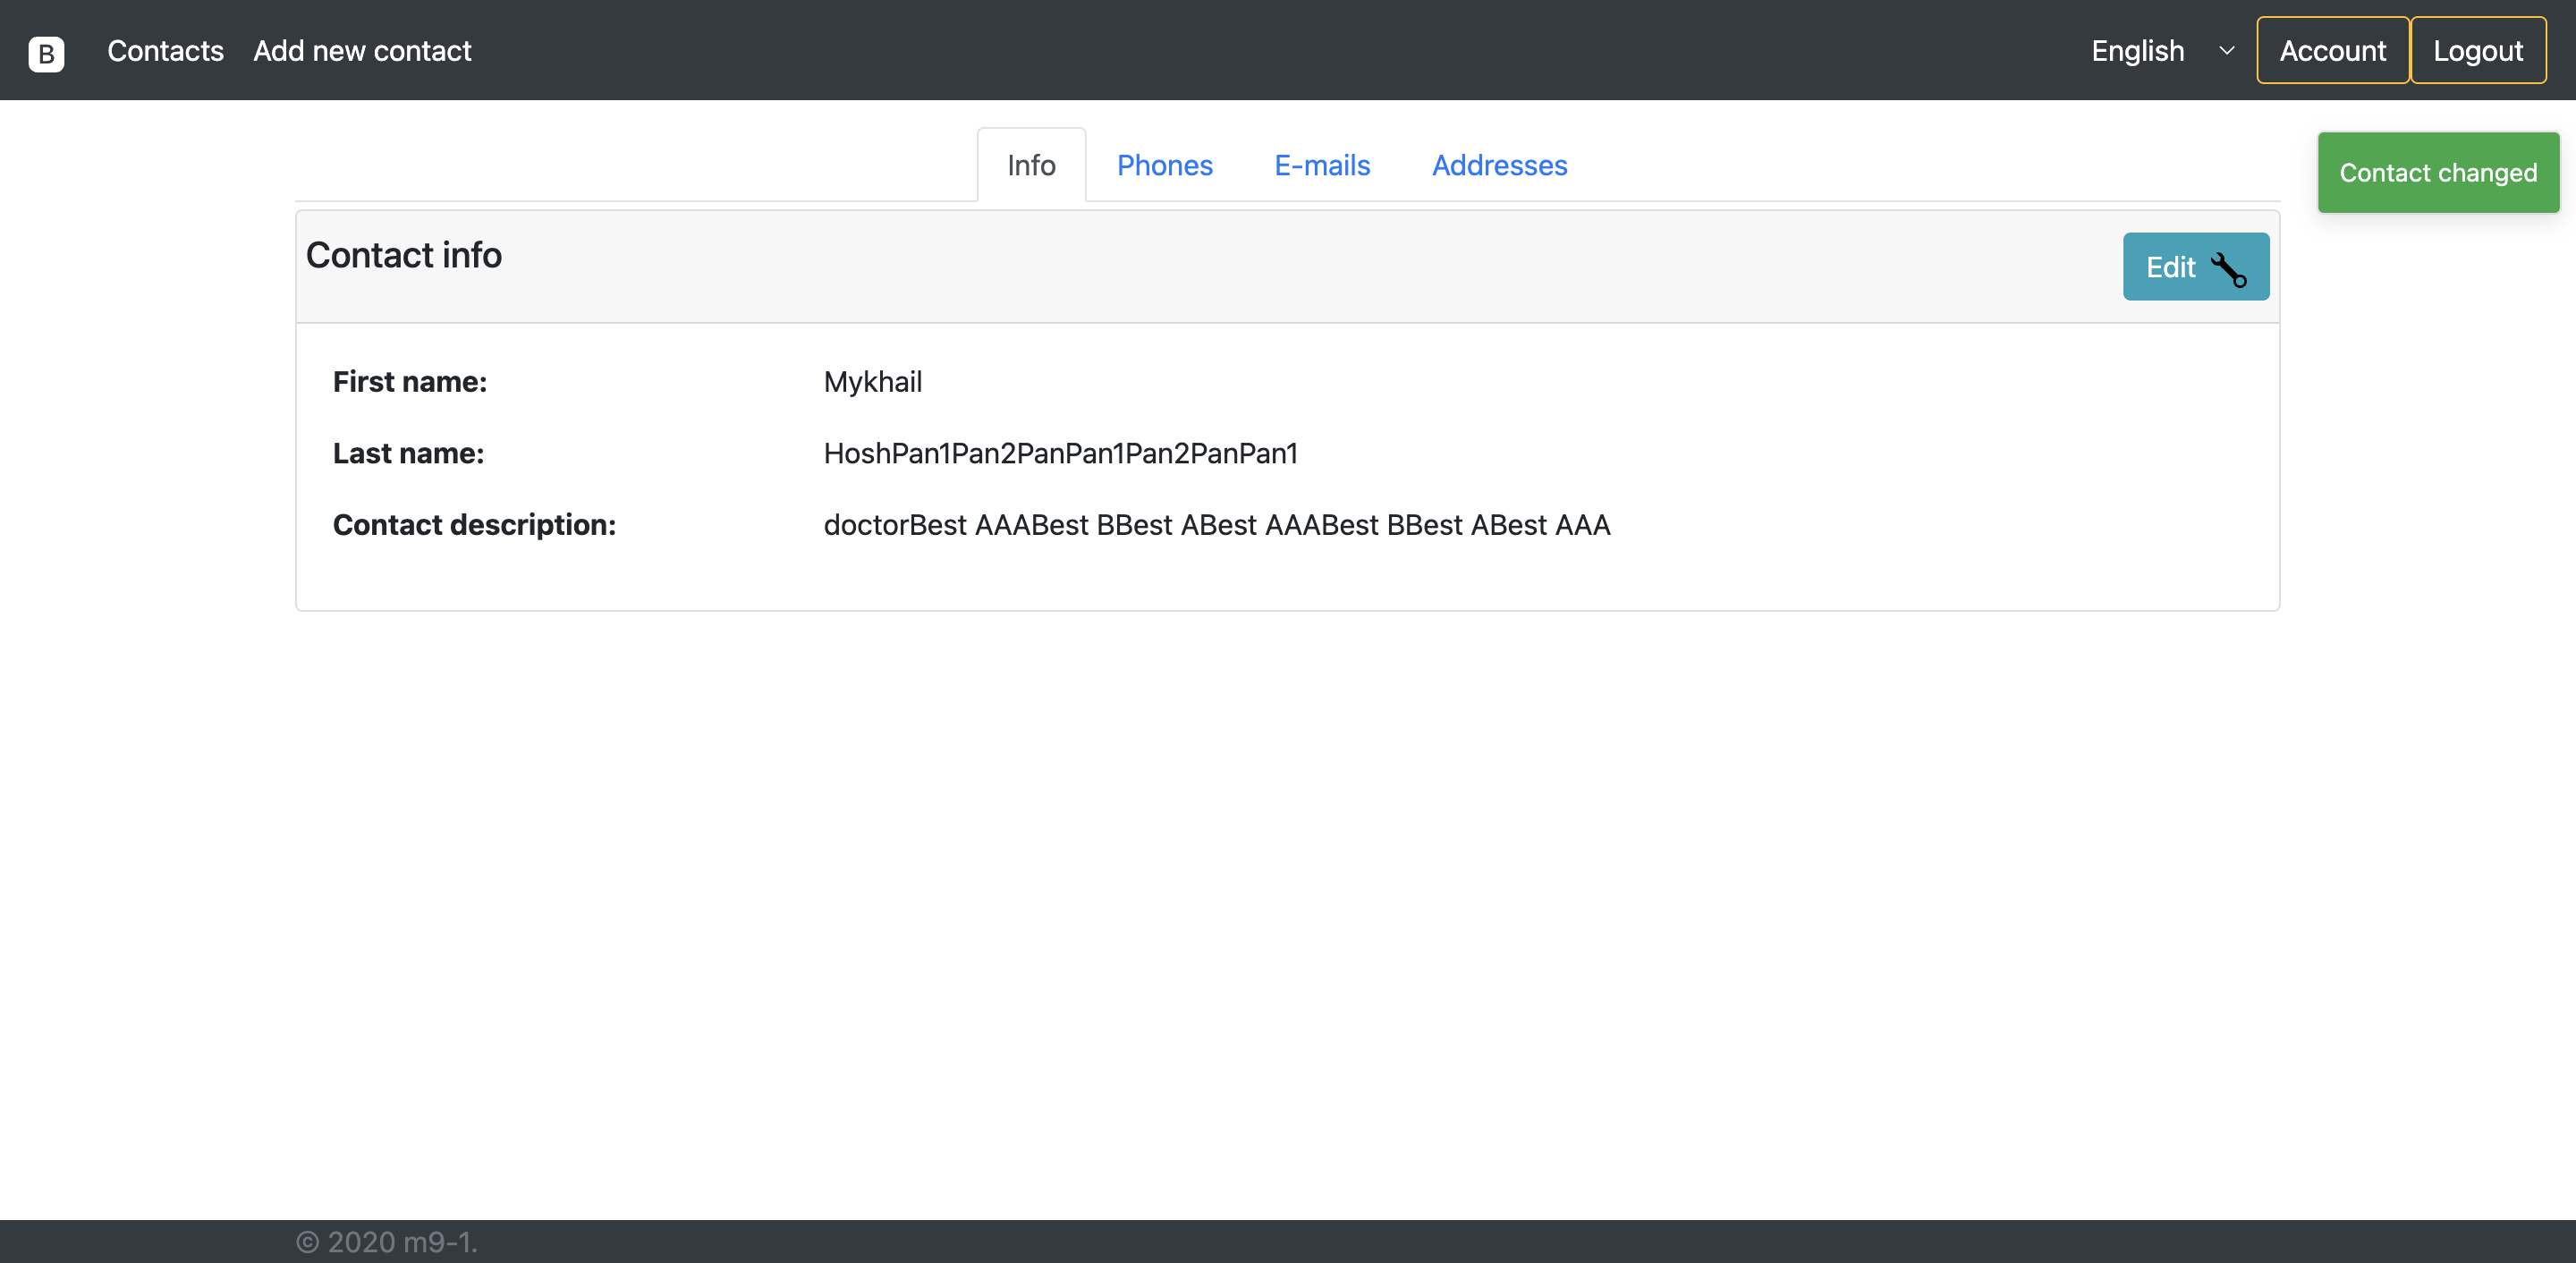 B Contacts Add new contact English Account Logout
Info Phones E-mails Addresses
Contact changed
Contact info Edit
First name: Mykhail
Last name: HoshPan1Pan2PanPan1Pan2PanPan1
Contact description: doctorBest AAABest BBest ABest AAABest BBest ABest AAA
© 2020 m9-1.